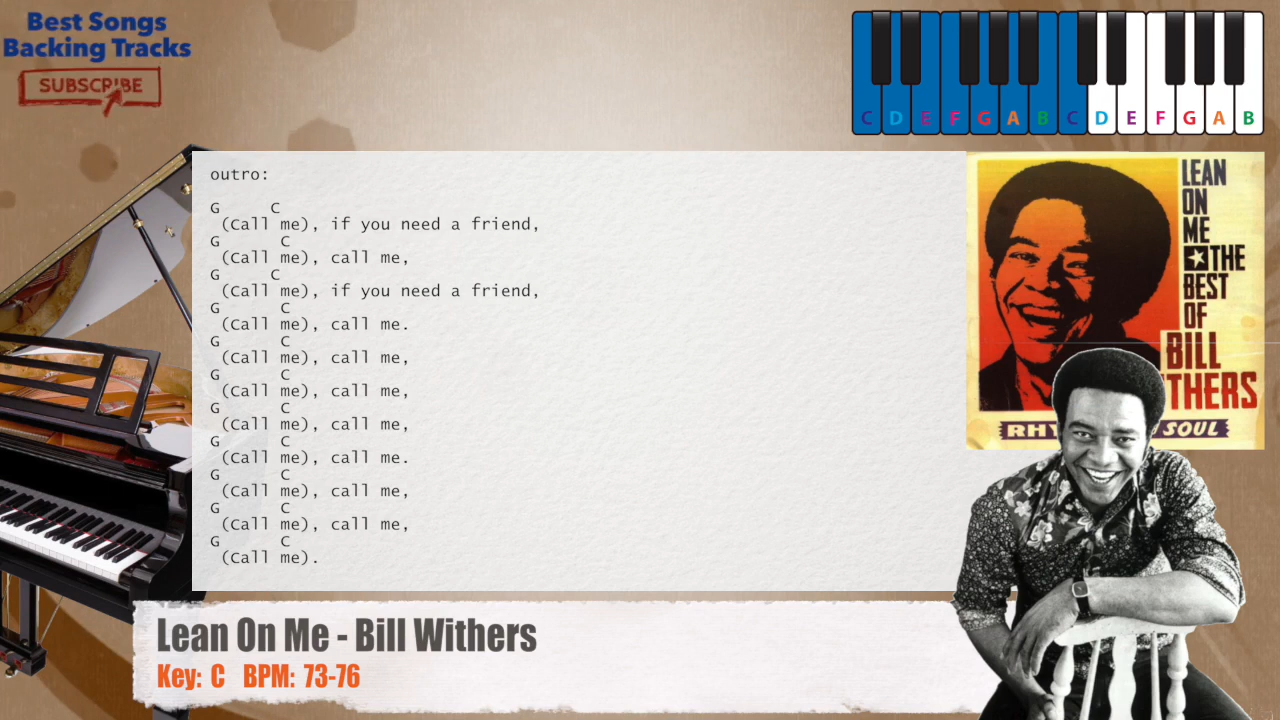 Best Songs
Backing Tracks
SUBSCRIBE
C D E F G A B C D E F G A B
outro:
G C
(Call me), if you need a friend,
G C
(Call me), call me,
G C
(Call me), if you need a friend,
G C
(Call me), call me.
G C
(Call me), call me,
G C
(Call me), call me,
G C
(Call me), call me,
G C
(Call me), call me.
G C
(Call me), call me,
G C
(Call me), call me,
G C
(Call me).
LEAN
ON
ME
THE
BEST
OF
BILL
THERS
RHY SOUL
Lean On Me - Bill Withers
Key: C BPM: 73-76